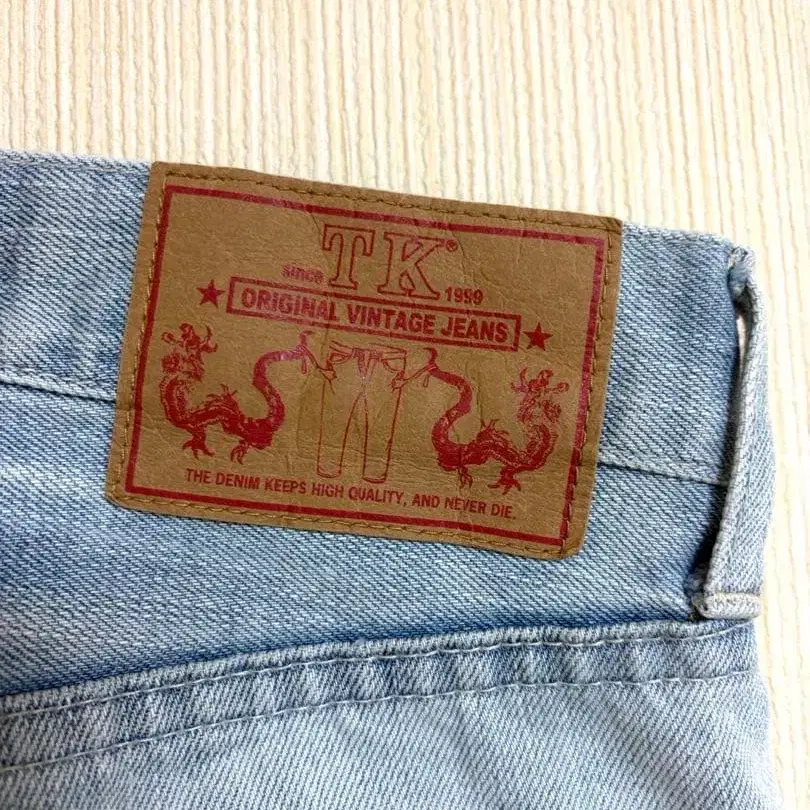 TK®
since 1999
ORIGINAL VINTAGE JEANS
THE DENIM KEEPS HIGH QUALITY, AND NEVER DIE.